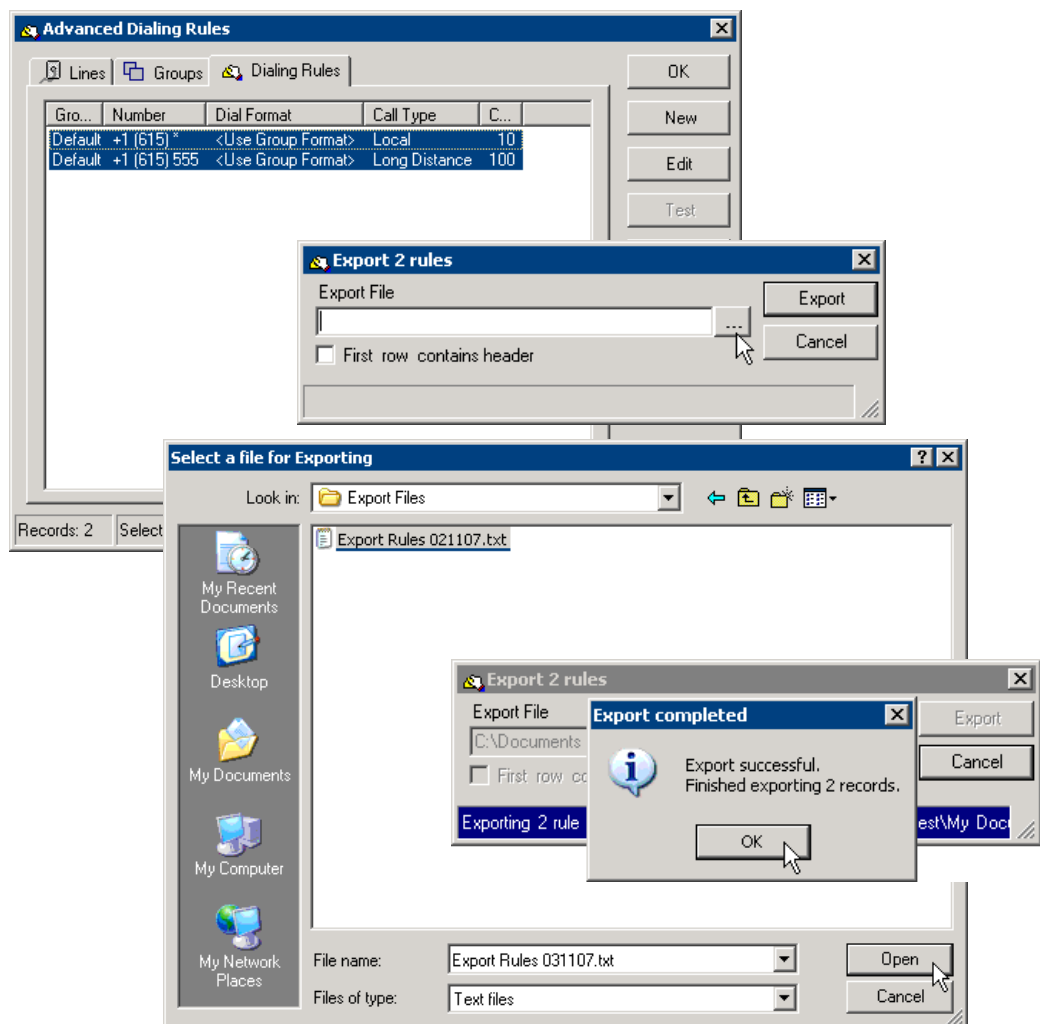 Advanced Dialing Rules
Lines Groups Dialing Rules
OK
New
Edit
Test
Gro... Number Dial Format Call Type C...
Default +1 (615) * <Use Group Format> Local 10
Default +1 (615) 555 <Use Group Format> Long Distance 100
Records: 2 Select
Export 2 rules
Export File
...
Export
Cancel
First row contains header
Select a file for Exporting
Look in: Export Files
Export Rules 021107.txt
My Recent
Documents
Desktop
My Documents
My Computer
My Network
Places
File name: Export Rules 031107.txt
Files of type: Text files
Open
Cancel
Export 2 rules
Export File
C:\Documents
First row co
Export
Cancel
Exporting 2 rule
est\My Doc
Export completed
Export successful.
Finished exporting 2 records.
OK